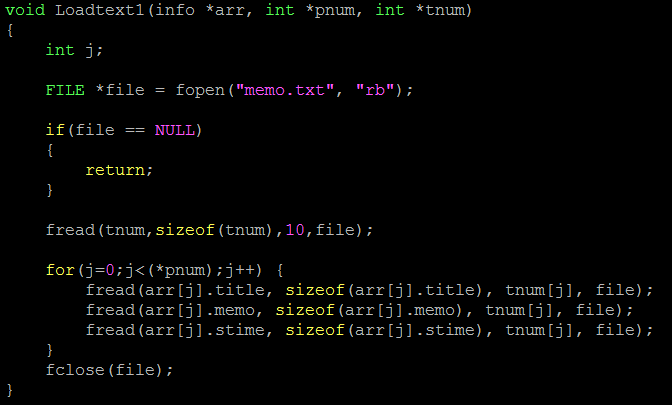 void Loadtext1(info *arr, int *pnum, int *tnum)
{
    int j;

    FILE *file = fopen("memo.txt", "rb");

    if(file == NULL)
    {
        return;
    }

    fread(tnum,sizeof(tnum),10,file);

    for(j=0;j<(*pnum);j++) {
        fread(arr[j].title, sizeof(arr[j].title), tnum[j], file);
        fread(arr[j].memo, sizeof(arr[j].memo), tnum[j], file);
        fread(arr[j].stime, sizeof(arr[j].stime), tnum[j], file);
    }
    fclose(file);
}